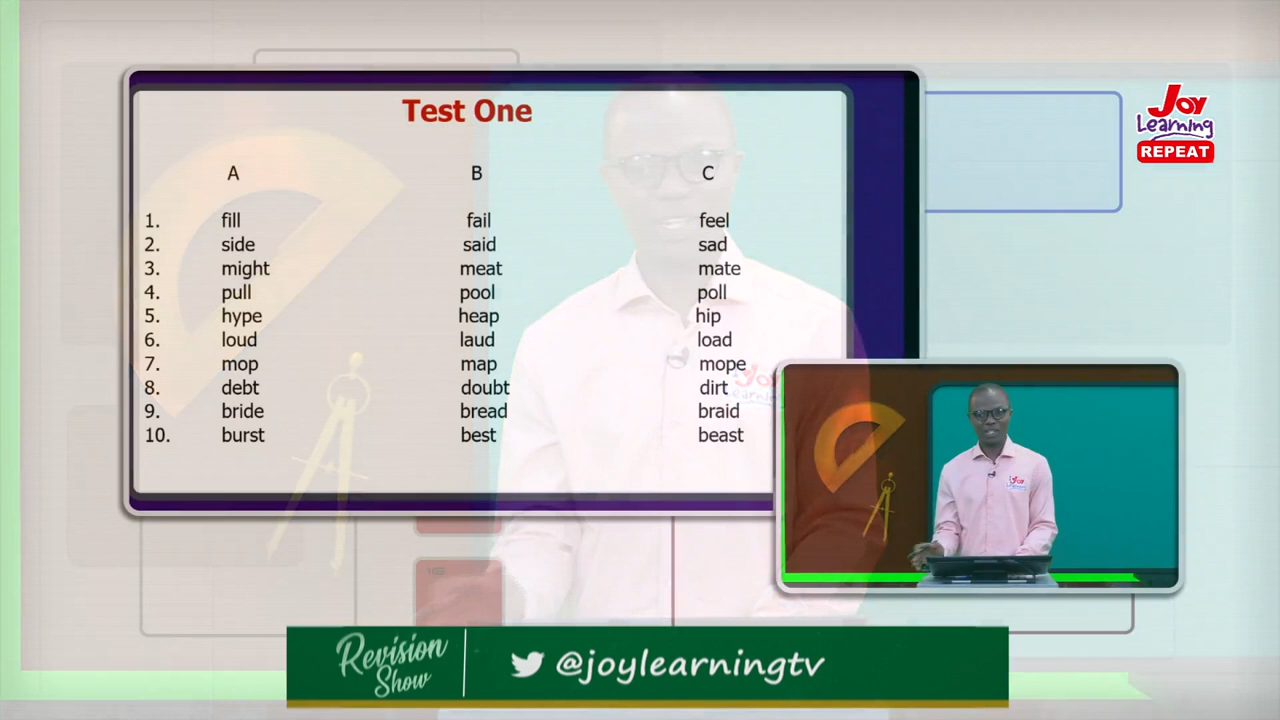 Test One
A B C
1. fill fail feel
2. side said sad
3. might meat mate
4. pull pool poll
5. hype heap hip
6. loud laud load
7. mop map mope
8. debt doubt dirt
9. bride bread braid
10. burst best beast
Joy
Learning
REPEAT
Joy
Learning
Revision
Show
@joylearningtv